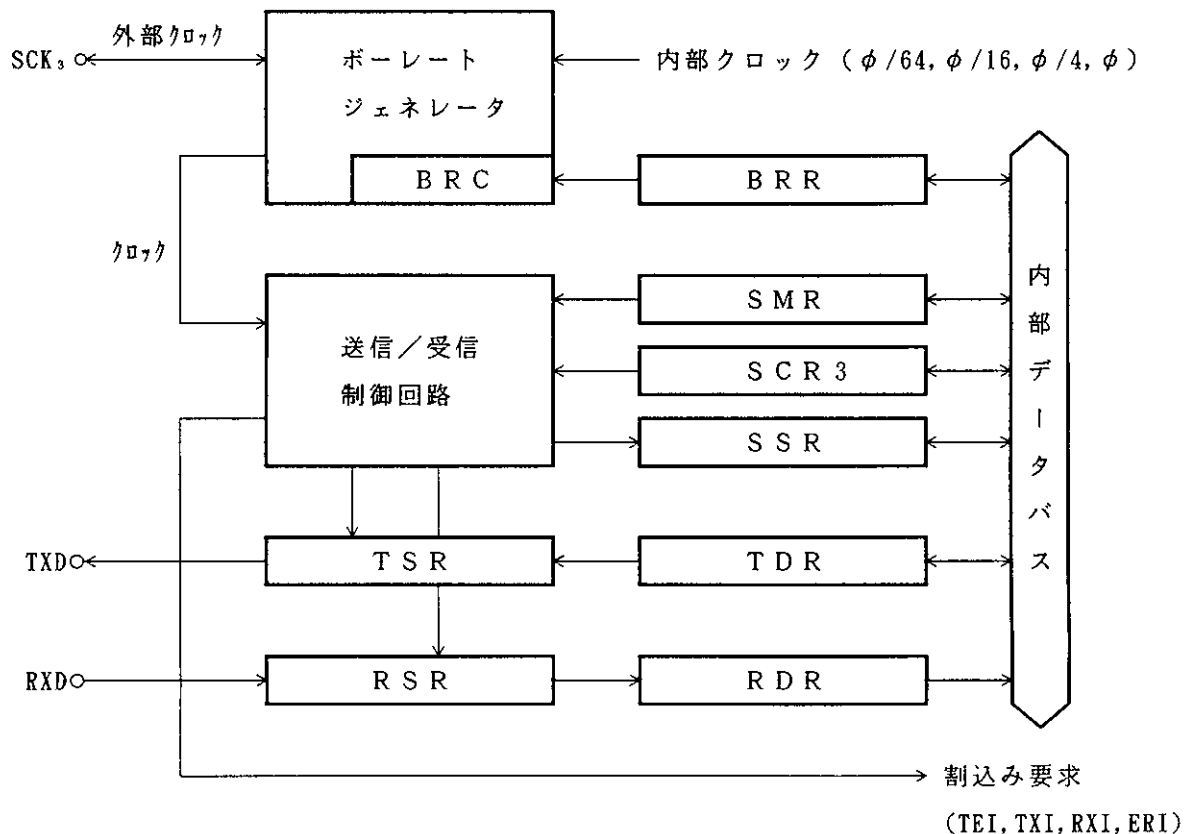 外部クロック
SCK₃
ボーレート
ジェネレータ
内部クロック（φ/64, φ/16, φ/4, φ）
BRC
BRR
クロック
送信／受信
制御回路
SMR
SCR3
SSR
内部データバス
TXD
TSR
TDR
RXD
RSR
RDR
割込み要求
(TEI, TXI, RXI, ERI)